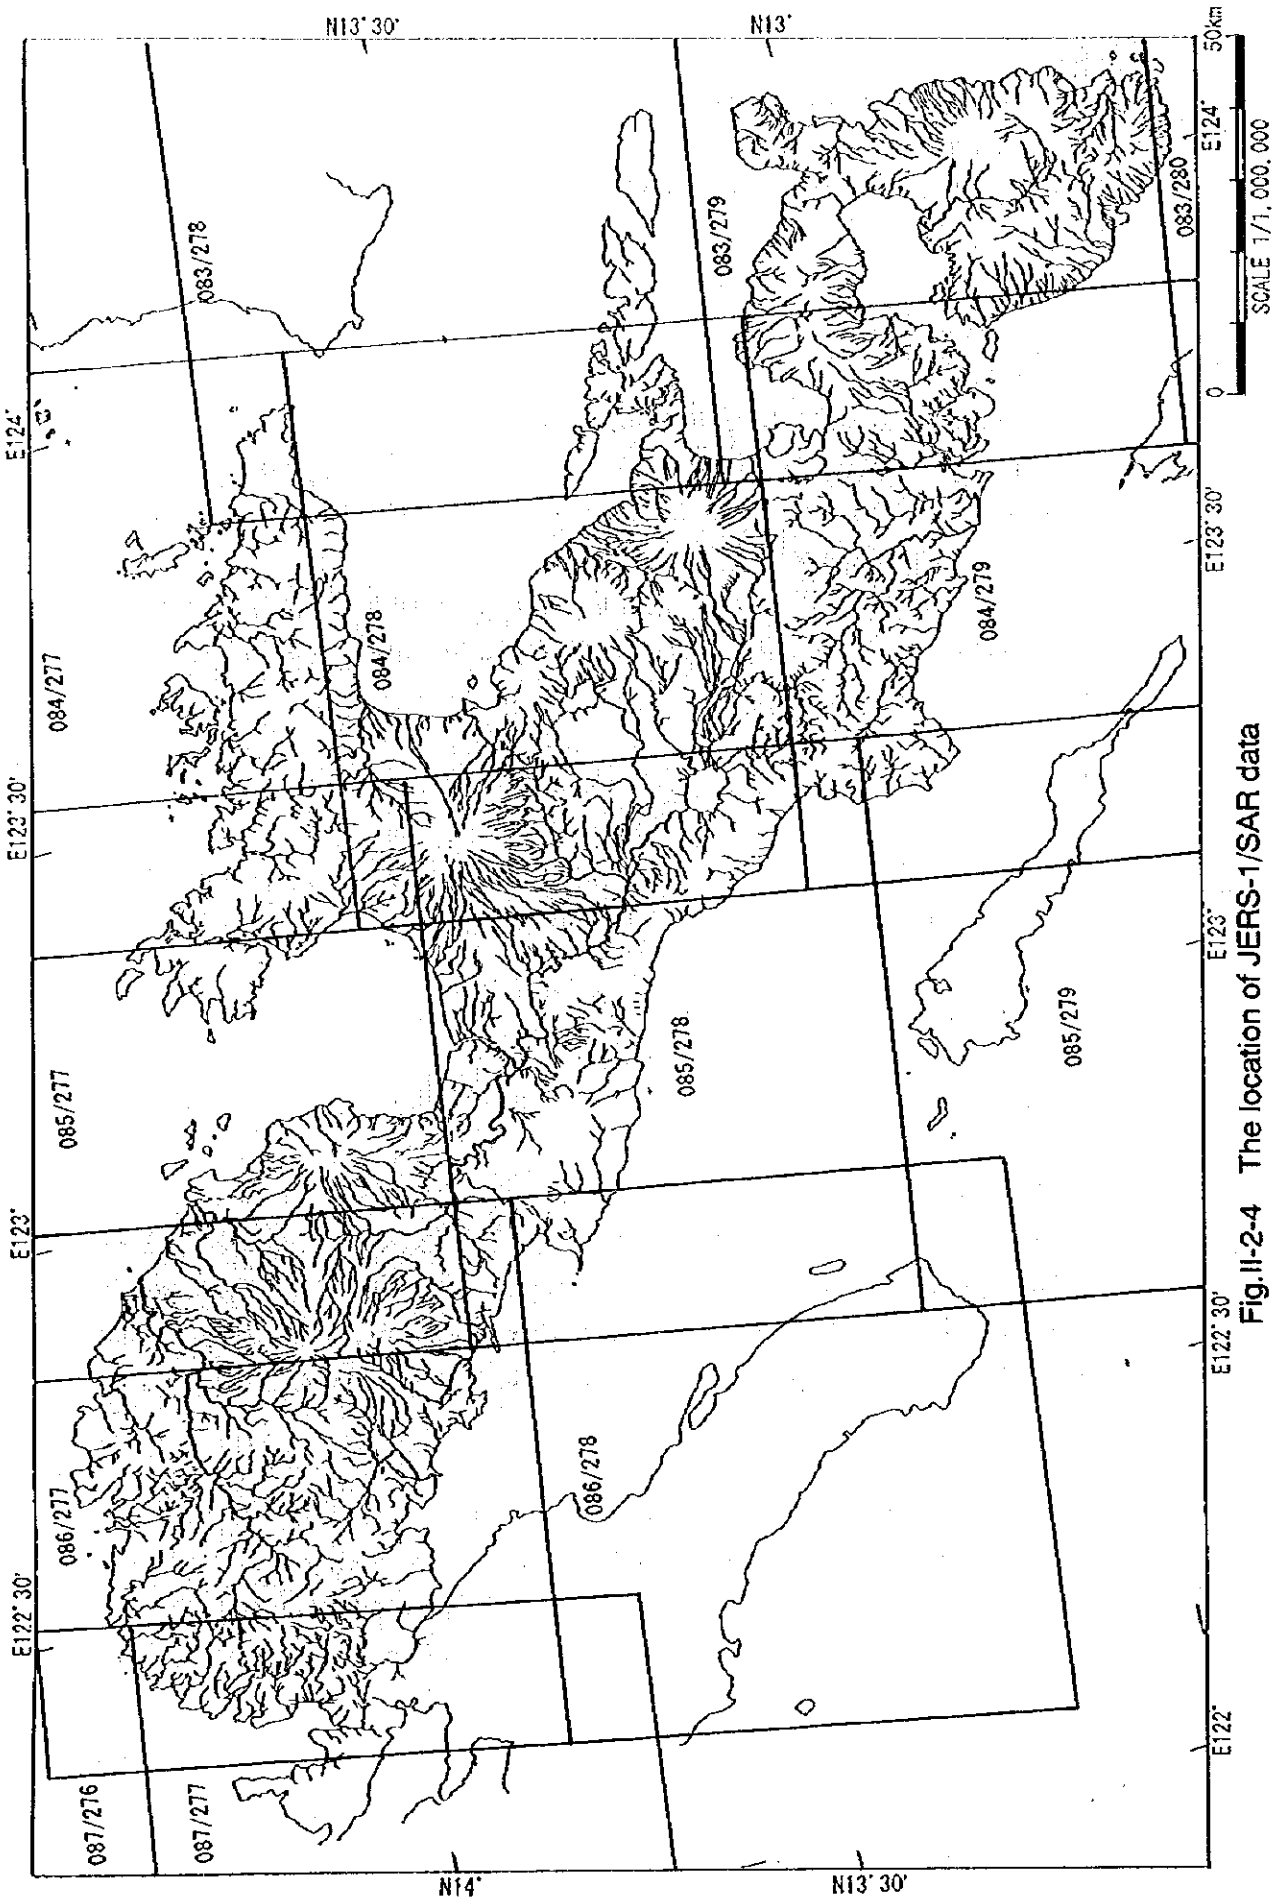 N13° 30'
N13°
E124°
E123° 30'
E123°
E122° 30'
083/278
083/279
083/280
084/277
084/278
084/279
085/277
085/278
085/279
086/277
086/278
087/276
087/277
E124°
E123° 30'
E123°
E122° 30'
E122°
N14°
N13° 30'
0 50km
SCALE 1/1,000,000
Fig.II-2-4 The location of JERS-1/SAR data